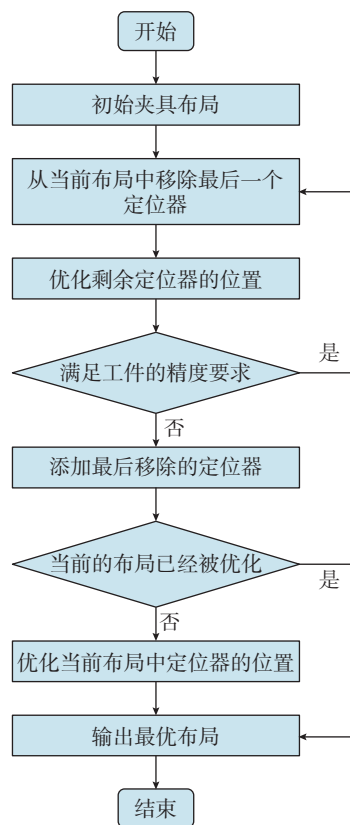 开始
初始夹具布局
从当前布局中移除最后一个
定位器
优化剩余定位器的位置
满足工件的精度要求
是
否
添加最后移除的定位器
当前的布局已经被优化
是
否
优化当前布局中定位器的位置
输出最优布局
结束